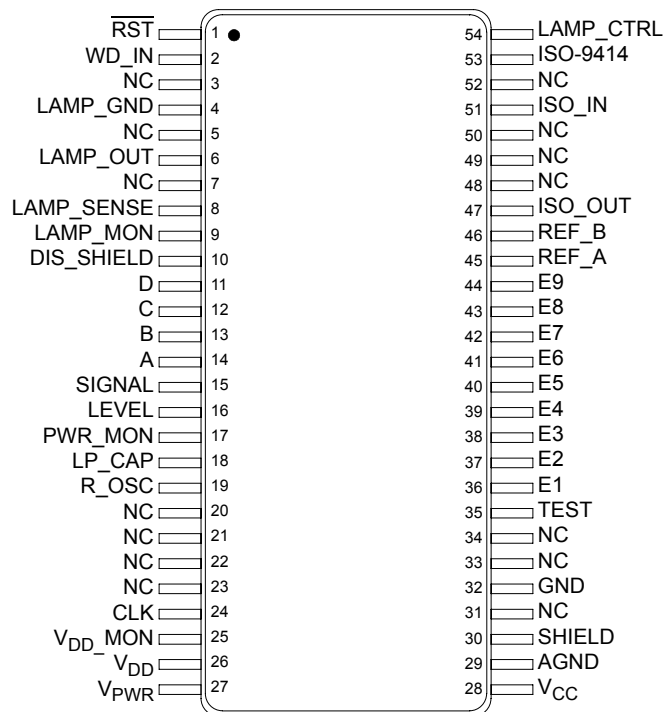 RST 1 54 LAMP_CTRL
WD_IN 2 53 ISO-9414
NC 3 52 NC
LAMP_GND 4 51 ISO_IN
NC 5 50 NC
LAMP_OUT 6 49 NC
NC 7 48 NC
LAMP_SENSE 8 47 ISO_OUT
LAMP_MON 9 46 REF_B
DIS_SHIELD 10 45 REF_A
D 11 44 E9
C 12 43 E8
B 13 42 E7
A 14 41 E6
SIGNAL 15 40 E5
LEVEL 16 39 E4
PWR_MON 17 38 E3
LP_CAP 18 37 E2
R_OSC 19 36 E1
NC 20 35 TEST
NC 21 34 NC
NC 22 33 NC
NC 23 32 GND
CLK 24 31 NC
VDD_MON 25 30 SHIELD
VDD 26 29 AGND
VPWR 27 28 VCC